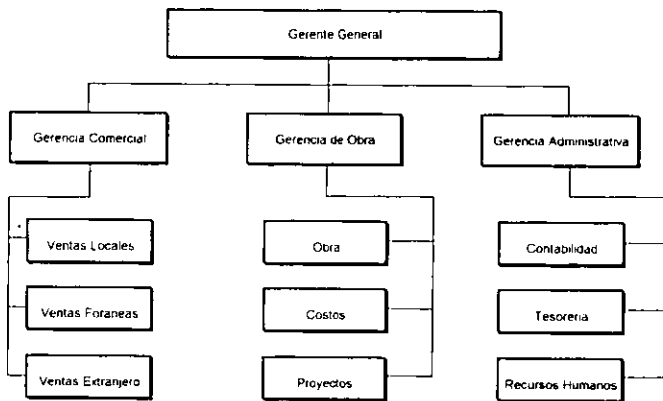 Gerente General
Gerencia Comercial
Gerencia de Obra
Gerencia Administrativa
Ventas Locales
Obra
Contabilidad
Ventas Foraneas
Costos
Tesoreria
Ventas Extranjero
Proyectos
Recursos Humanos